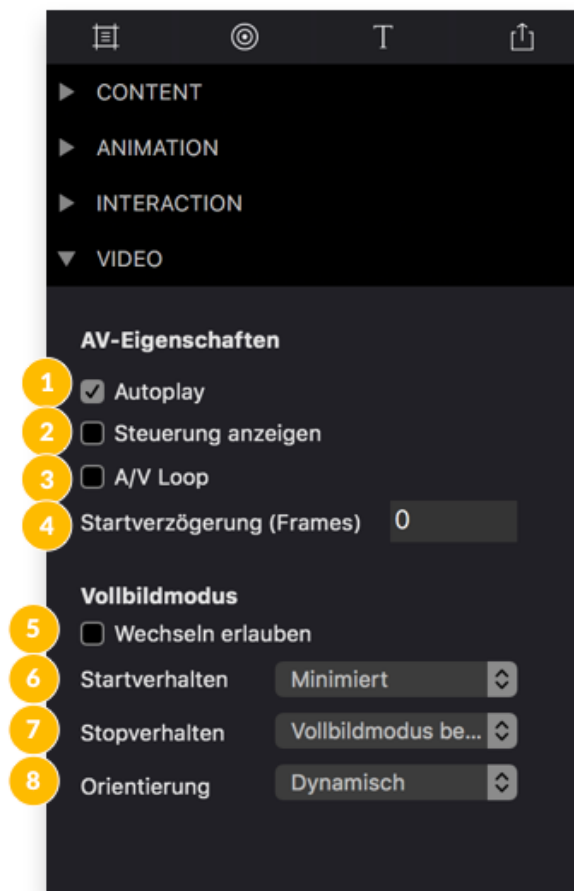 T
CONTENT
ANIMATION
INTERACTION
VIDEO
AV-Eigenschaften
1 Autoplay
2 Steuerung anzeigen
3 A/V Loop
4 Startverzögerung (Frames) 0
Vollbildmodus
5 Wechseln erlauben
6 Startverhalten Minimiert
7 Stopverhalten Vollbildmodus be...
8 Orientierung Dynamisch